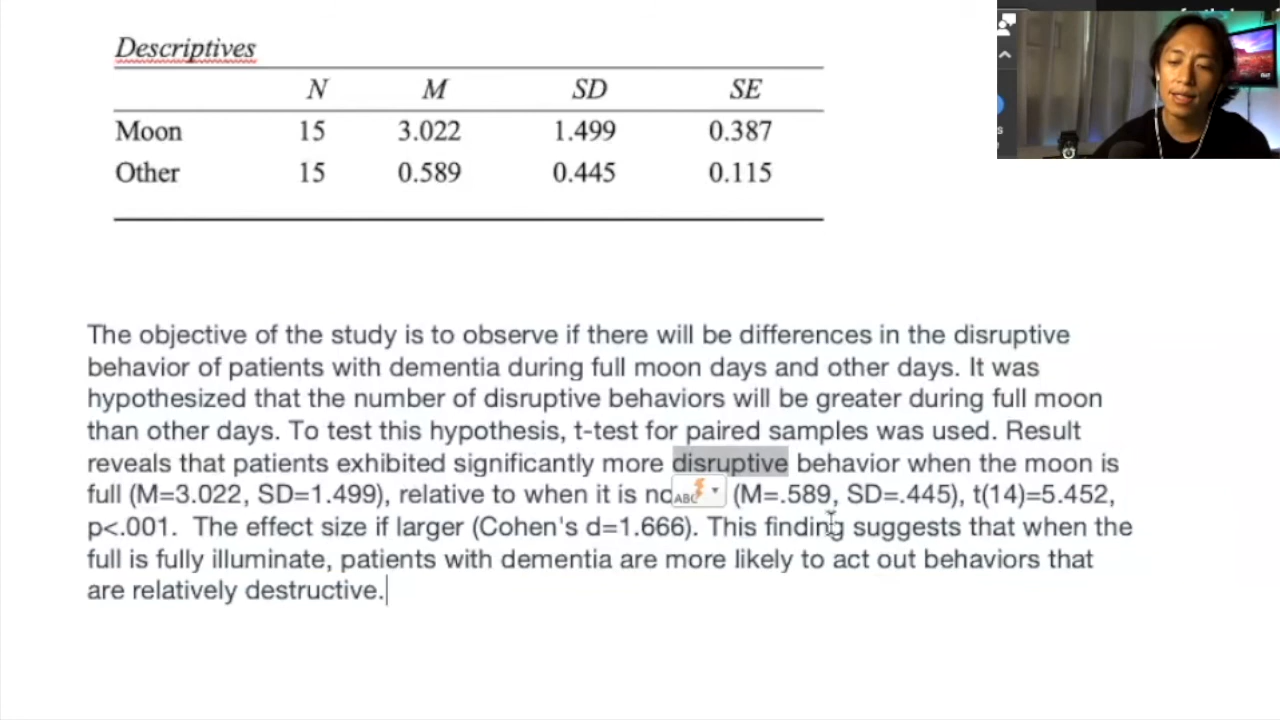 Descriptives
N M SD SE
Moon 15 3.022 1.499 0.387
Other 15 0.589 0.445 0.115
The objective of the study is to observe if there will be differences in the disruptive
behavior of patients with dementia during full moon days and other days. It was
hypothesized that the number of disruptive behaviors will be greater during full moon
than other days. To test this hypothesis, t-test for paired samples was used. Result
reveals that patients exhibited significantly more disruptive behavior when the moon is
full (M=3.022, SD=1.499), relative to when it is (M=.589, SD=.445), t(14)=5.452,
p<.001. The effect size if larger (Cohen's d=1.666). This finding suggests that when the
full is fully illuminate, patients with dementia are more likely to act out behaviors that
are relatively destructive.
ABC